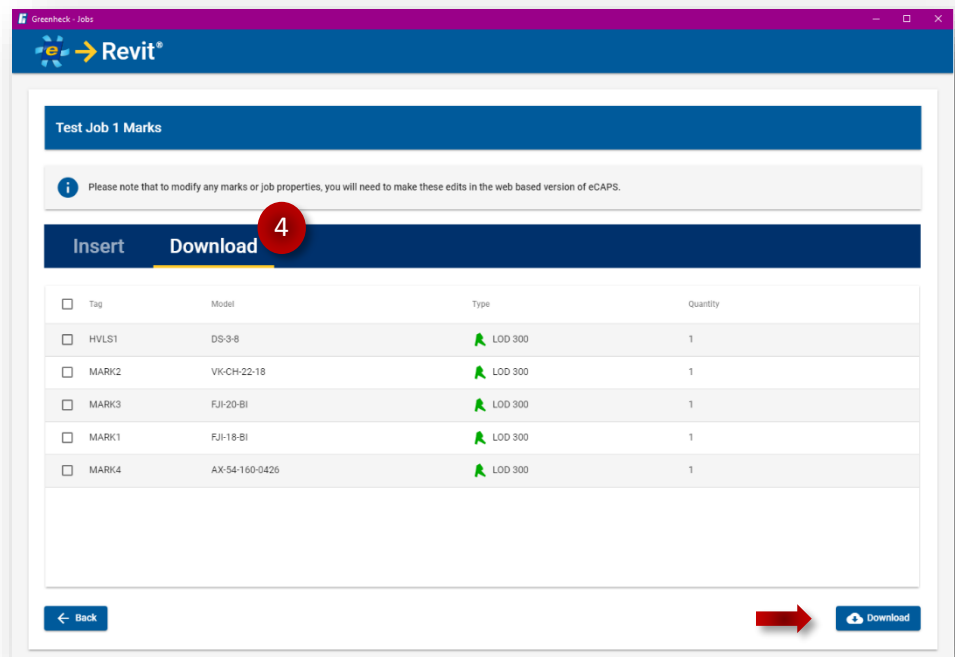 Greenheck - Jobs
e Revit®
Test Job 1 Marks
i Please note that to modify any marks or job properties, you will need to make these edits in the web based version of eCAPS.
4
Insert Download
Tag Model Type Quantity
HVLS1 DS-3-8 LOD 300 1
MARK2 VK-CH-22-18 LOD 300 1
MARK3 FJI-20-BI LOD 300 1
MARK1 FJI-18-BI LOD 300 1
MARK4 AX-54-160-0426 LOD 300 1
Back Download